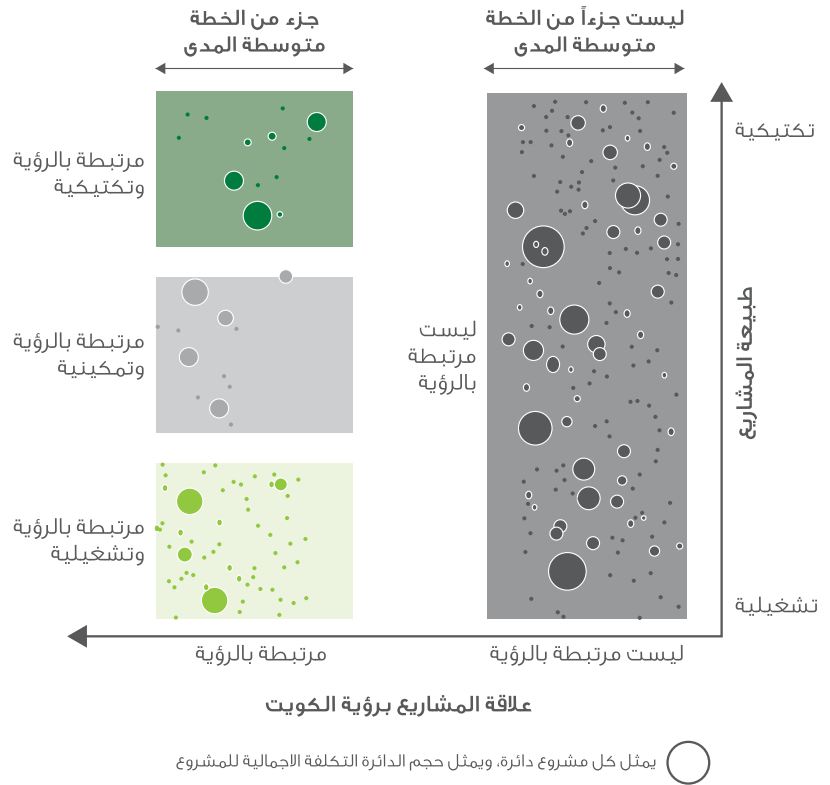 ليست جزءاً من الخطة
متوسطة المدى
جزء من الخطة
متوسطة المدى
تكتيكية
طبيعة المشاريع
تشغيلية
ليست
مرتبطة
بالرؤية
مرتبطة بالرؤية
وتكتيكية
مرتبطة بالرؤية
وتمكينية
مرتبطة بالرؤية
وتشغيلية
ليست مرتبطة بالرؤية
مرتبطة بالرؤية
علاقة المشاريع برؤية الكويت
يمثل كل مشروع دائرة، ويمثل حجم الدائرة التكلفة الاجمالية للمشروع